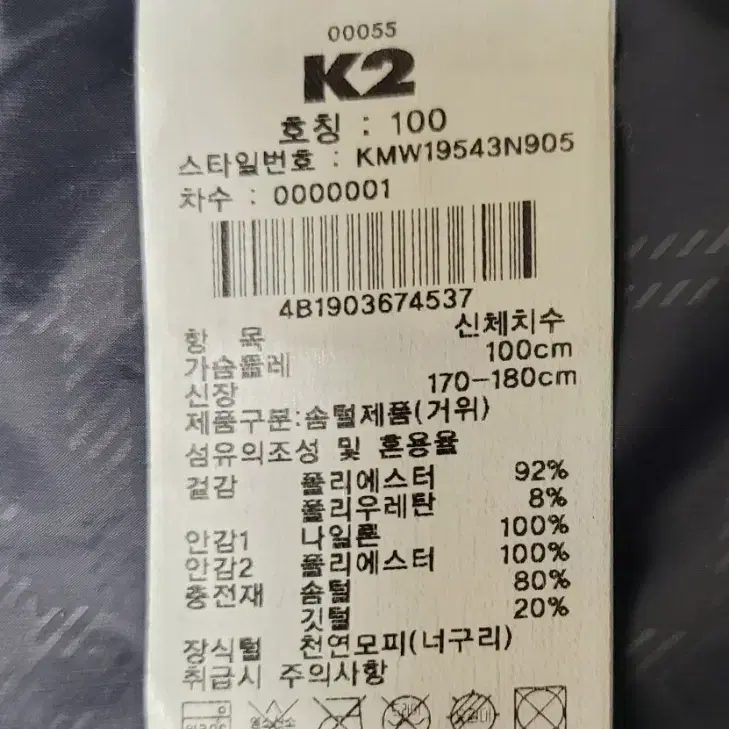 00055
K2
호칭 : 100
스타일번호 : KMW19543N905
차수 : 0000001
4B1903674537
항 목 신체치수
가슴둘레 100cm
신장 170-180cm
제품구분:솜털제품(거위)
섬유의조성 및 혼용율
겉감 폴리에스터 92%
폴리우레탄 8%
안감1 나일론 100%
안감2 폴리에스터 100%
충전재 솜털 80%
깃털 20%
장식털 천연모피(너구리)
취급시 주의사항